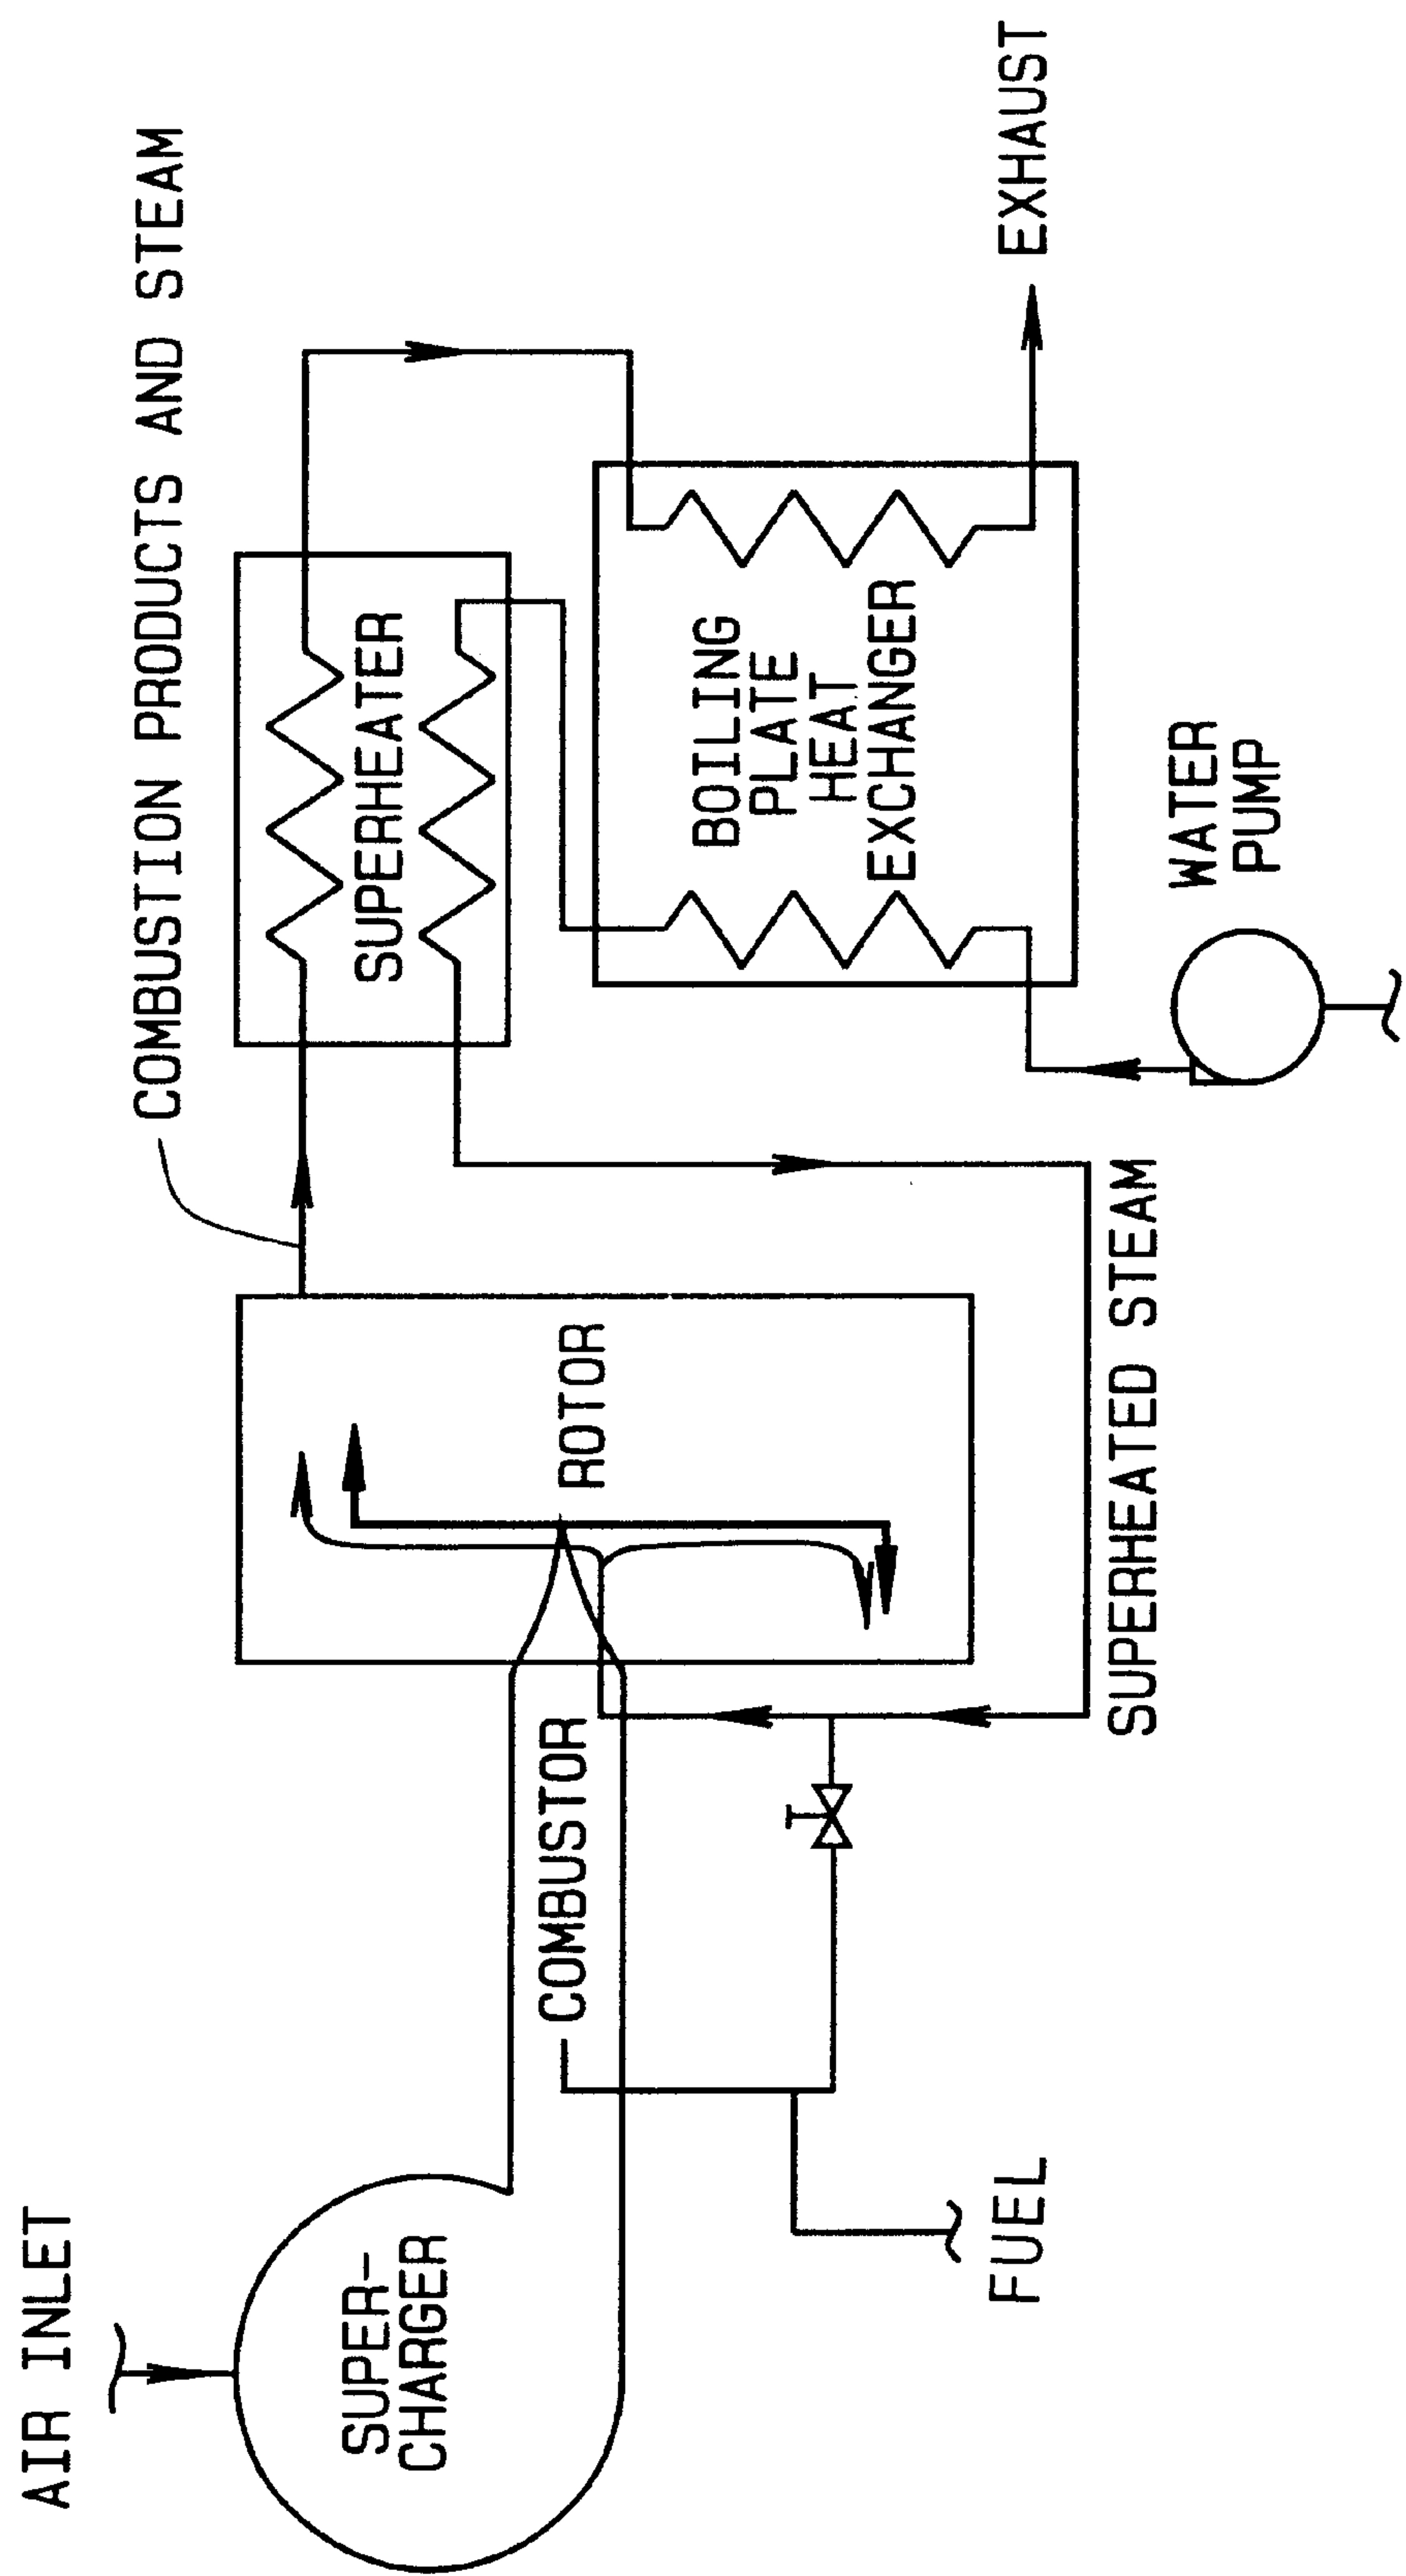 AIR INLET
SUPER-
CHARGER
FUEL
COMBUSTOR
ROTOR
SUPERHEATED STEAM
COMBUSTION PRODUCTS AND STEAM
SUPERHEATER
BOILING
PLATE
HEAT
EXCHANGER
WATER
PUMP
EXHAUST